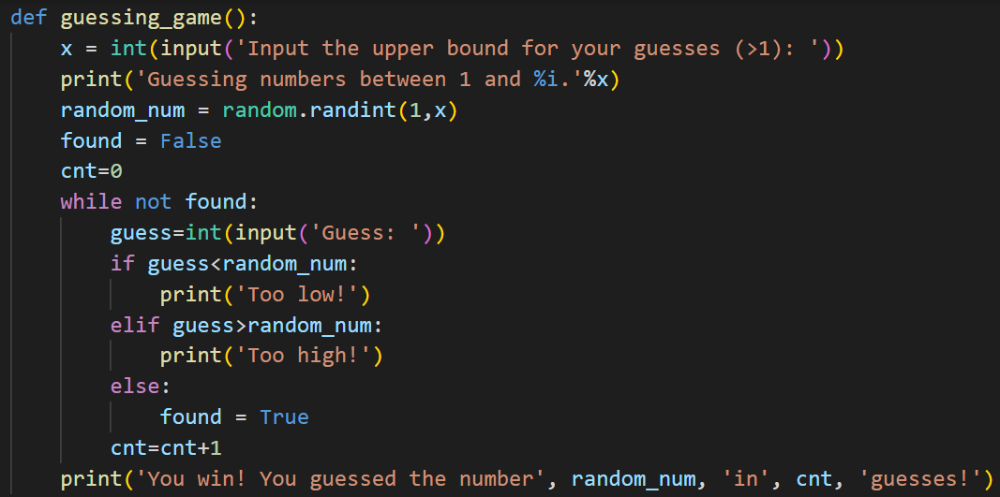 def guessing_game():
    x = int(input('Input the upper bound for your guesses (>1): '))
    print('Guessing numbers between 1 and %i.'%x)
    random_num = random.randint(1,x)
    found = False
    cnt=0
    while not found:
        guess=int(input('Guess: '))
        if guess<random_num:
            print('Too low!')
        elif guess>random_num:
            print('Too high!')
        else:
            found = True
        cnt=cnt+1
    print('You win! You guessed the number', random_num, 'in', cnt, 'guesses!')